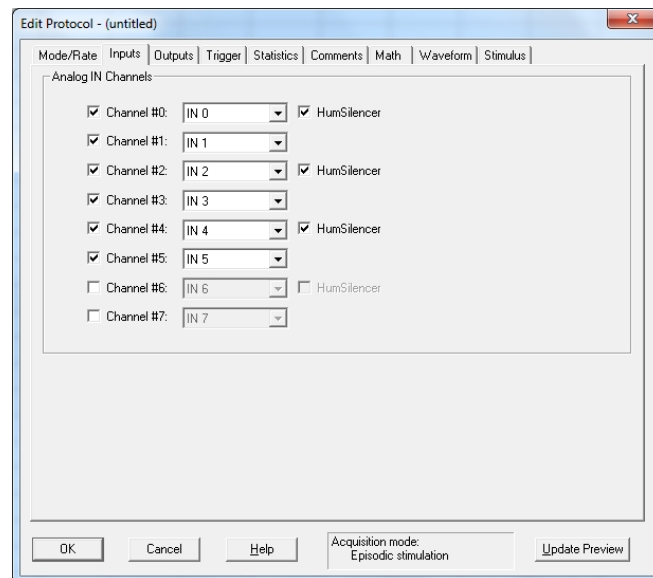 Edit Protocol - (untitled)
Mode/Rate Inputs Outputs Trigger Statistics Comments Math Waveform Stimulus
Analog IN Channels
Channel #0: IN 0 HumSilencer
Channel #1: IN 1
Channel #2: IN 2 HumSilencer
Channel #3: IN 3
Channel #4: IN 4 HumSilencer
Channel #5: IN 5
Channel #6: IN 6 HumSilencer
Channel #7: IN 7
OK Cancel Help Acquisition mode: Update Preview
Episodic stimulation